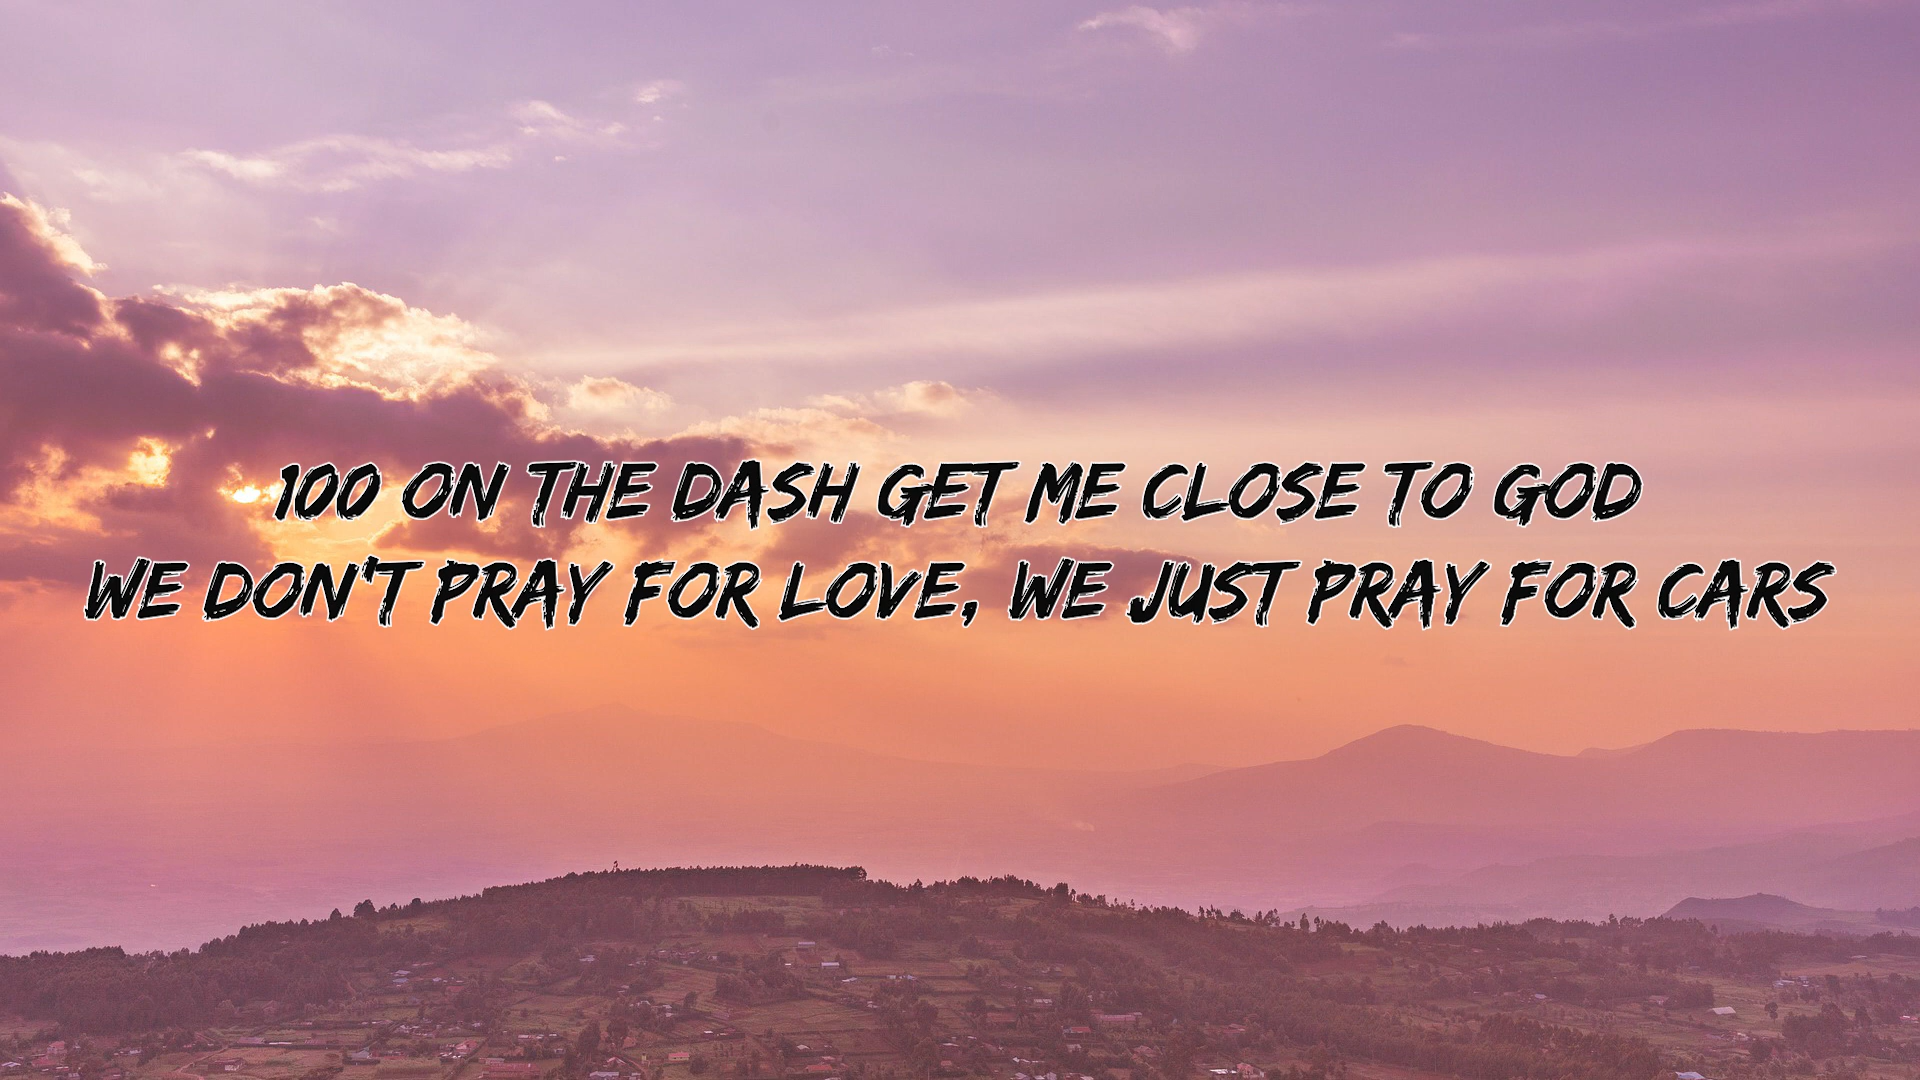 100 ON THE DASH GET ME CLOSE TO GOD
WE DON'T PRAY FOR LOVE, WE JUST PRAY FOR CARS